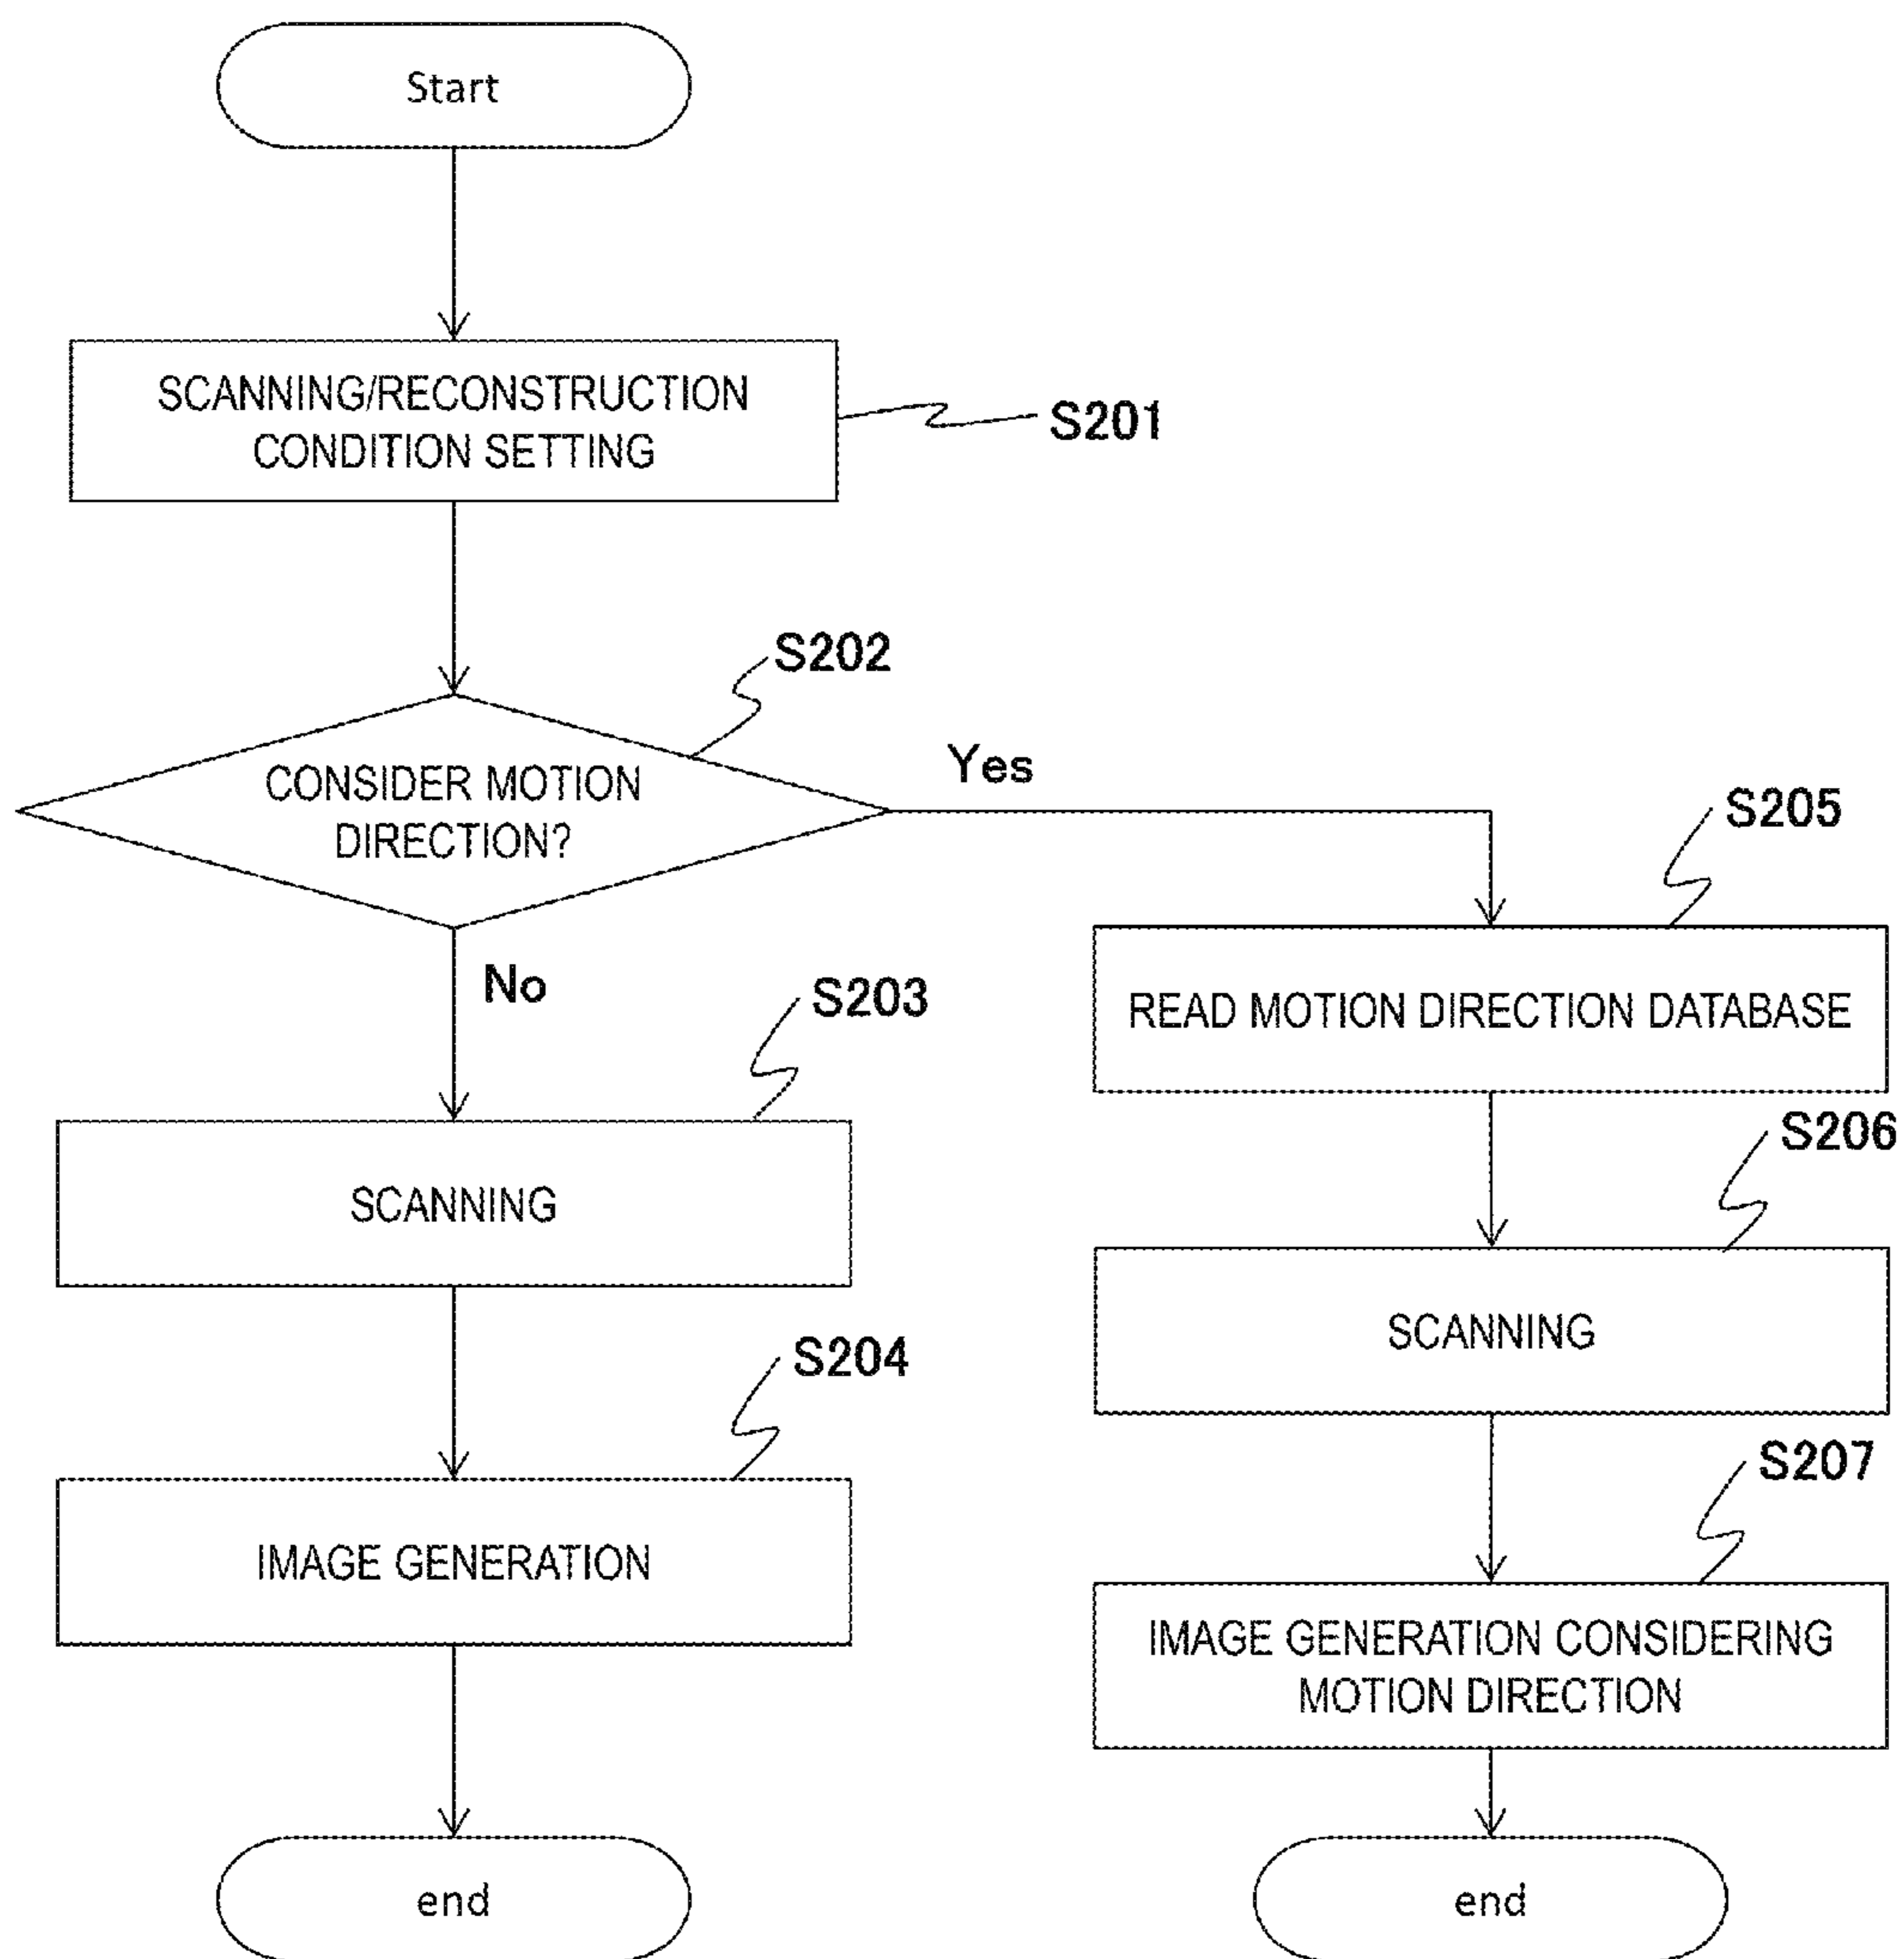 Start
SCANNING/RECONSTRUCTION
CONDITION SETTING
S201
S202
CONSIDER MOTION
DIRECTION?
Yes
No
S203
SCANNING
S204
IMAGE GENERATION
end
S205
READ MOTION DIRECTION DATABASE
S206
SCANNING
S207
IMAGE GENERATION CONSIDERING
MOTION DIRECTION
end